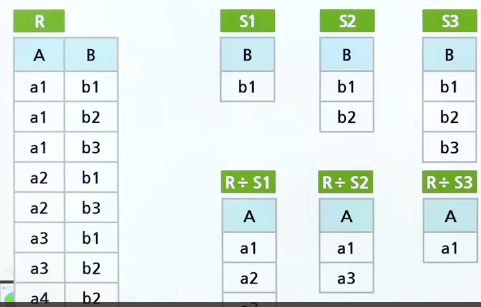 R
A B
a1 b1
a1 b2
a1 b3
a2 b1
a2 b3
a3 b1
a3 b2
a4 b2
S1
B
b1
S2
B
b1
b2
S3
B
b1
b2
b3
R÷S1
A
a1
a2
R÷S2
A
a1
a3
R÷S3
A
a1